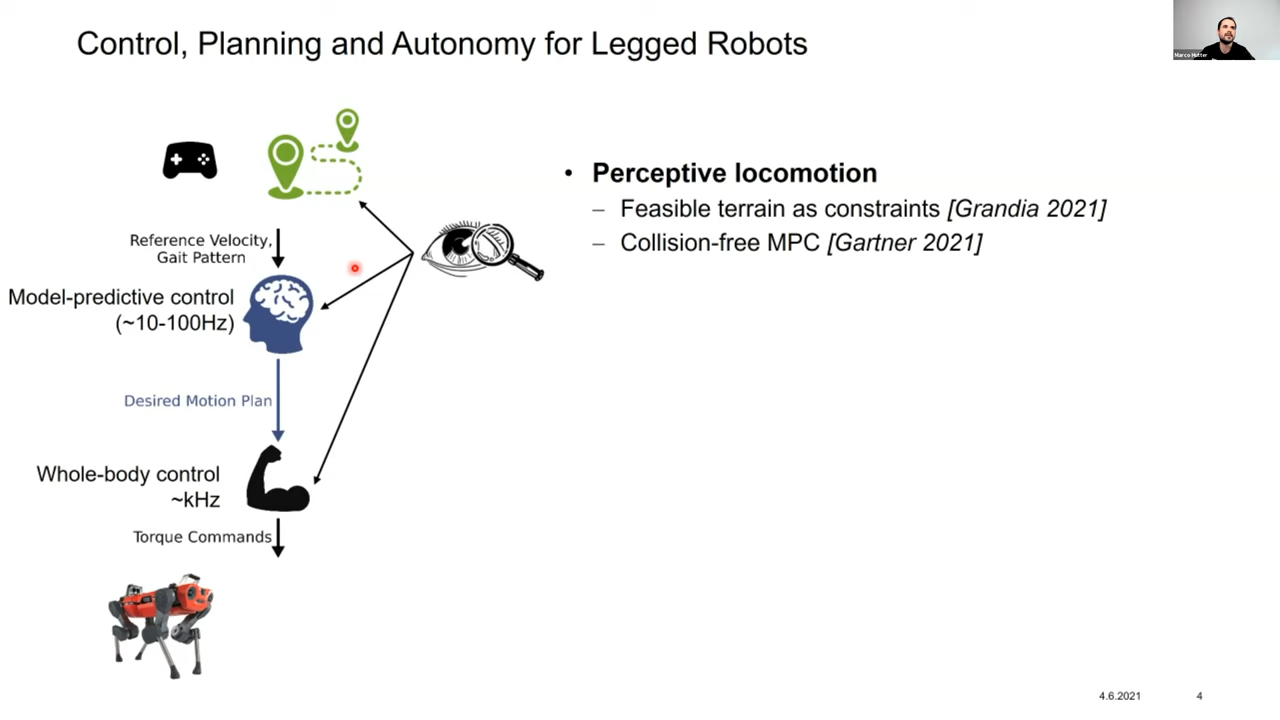 Control, Planning and Autonomy for Legged Robots
Marco Hutter
Reference Velocity,
Gait Pattern
Model-predictive control
(~10-100Hz)
Desired Motion Plan
Whole-body control
~kHz
Torque Commands
• Perceptive locomotion
– Feasible terrain as constraints [Grandia 2021]
– Collision-free MPC [Gartner 2021]
4.6.2021
4